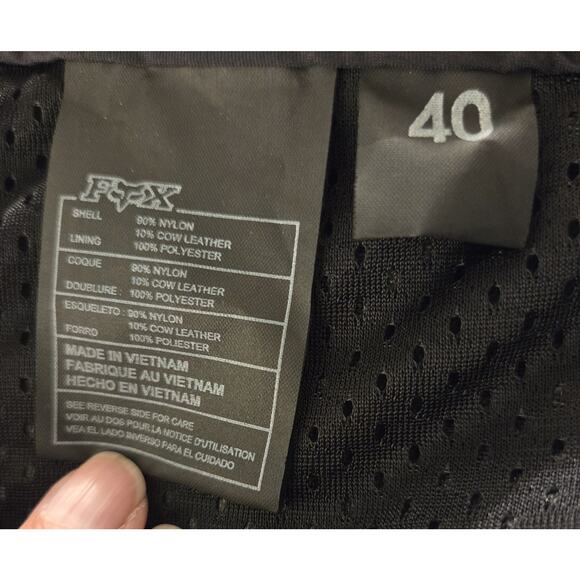 FOX
SHELL 90% NYLON
10% COW LEATHER
LINING 100% POLYESTER
COQUE 90% NYLON
10% COW LEATHER
DOUBLURE : 100% POLYESTER
ESQUELETO : 90% NYLON
10% COW LEATHER
FORRO 100% POLIESTER
MADE IN VIETNAM
FABRIQUE AU VIETNAM
HECHO EN VIETNAM
SEE REVERSE SIDE FOR CARE
VOIR AU DOS POUR LA NOTICE D'UTILISATION
VEA EL LADO INVERSO PARA EL CUIDADO
40